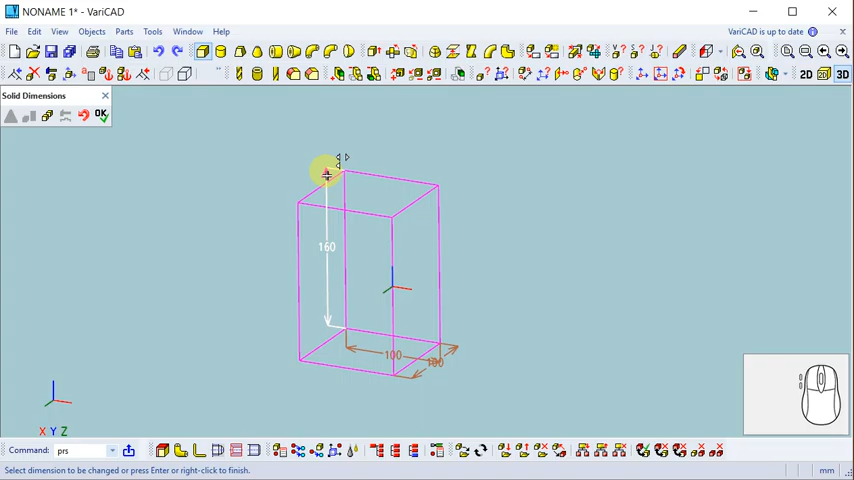 NONAME 1* - VariCAD
File Edit View Objects Parts Tools Window Help
VariCAD is up to date
2D 3D
Solid Dimensions
OK
160
100
100
X Y Z
Command: prs
Select dimension to be changed or press Enter or right-click to finish.
mm